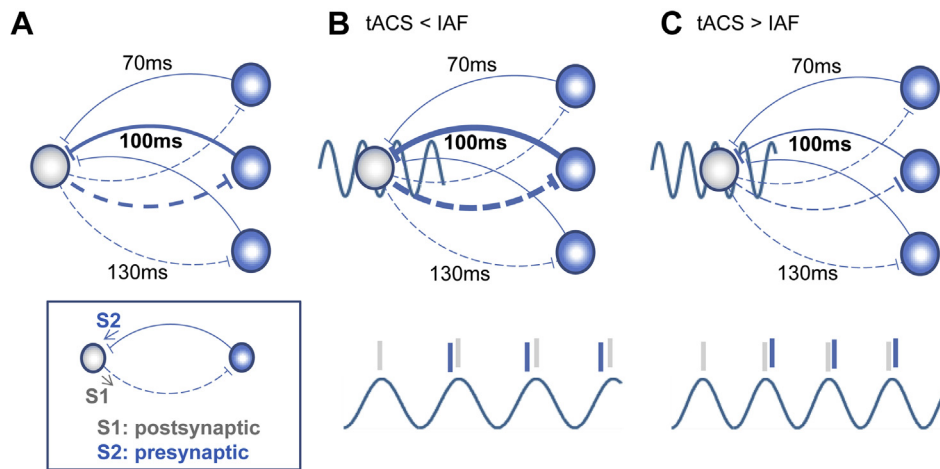 A
B tACS < IAF
C tACS > IAF
70ms
70ms
70ms
100ms
100ms
100ms
130ms
130ms
130ms
S2
S1
S1: postsynaptic
S2: presynaptic